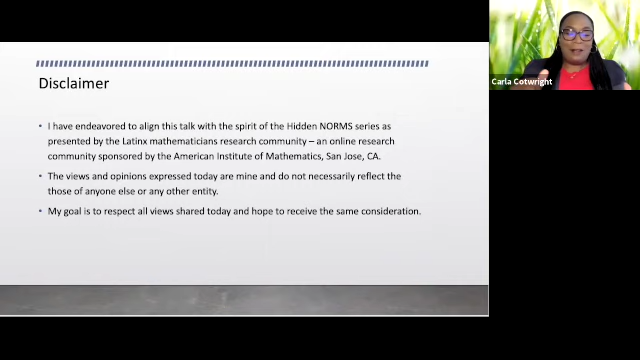 Carla Cotwright
Disclaimer
• I have endeavored to align this talk with the spirit of the Hidden NORMS series as
presented by the Latinx mathematicians research community – an online research
community sponsored by the American Institute of Mathematics, San Jose, CA.
• The views and opinions expressed today are mine and do not necessarily reflect the
those of anyone else or any other entity.
• My goal is to respect all views shared today and hope to receive the same consideration.